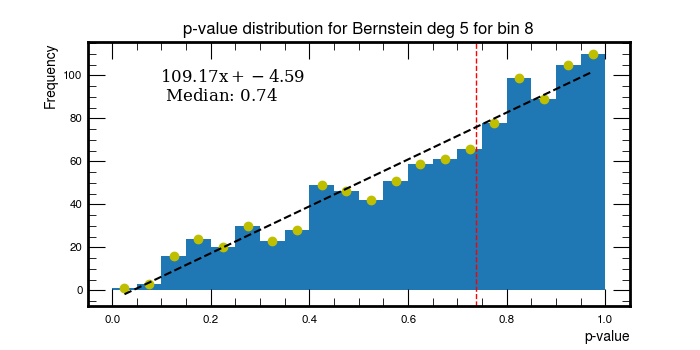 p-value distribution for Bernstein deg 5 for bin 8
Frequency
109.17x + −4.59
Median: 0.74
100
80
60
40
20
0
0.0 0.2 0.4 0.6 0.8 1.0
p-value